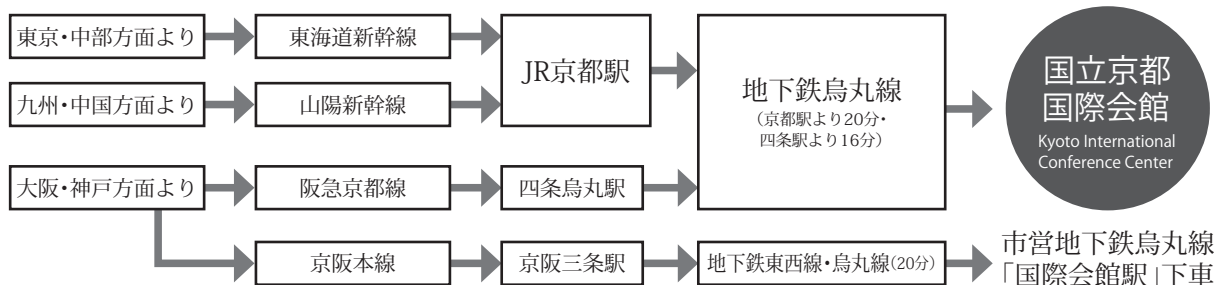 東京・中部方面より
東海道新幹線
九州・中国方面より
山陽新幹線
JR京都駅
地下鉄烏丸線
(京都駅より20分・
四条駅より16分)
国立京都
国際会館
Kyoto International
Conference Center
大阪・神戸方面より
阪急京都線
四条烏丸駅
京阪本線
京阪三条駅
地下鉄東西線・烏丸線(20分)
市営地下鉄烏丸線
「国際会館駅」下車